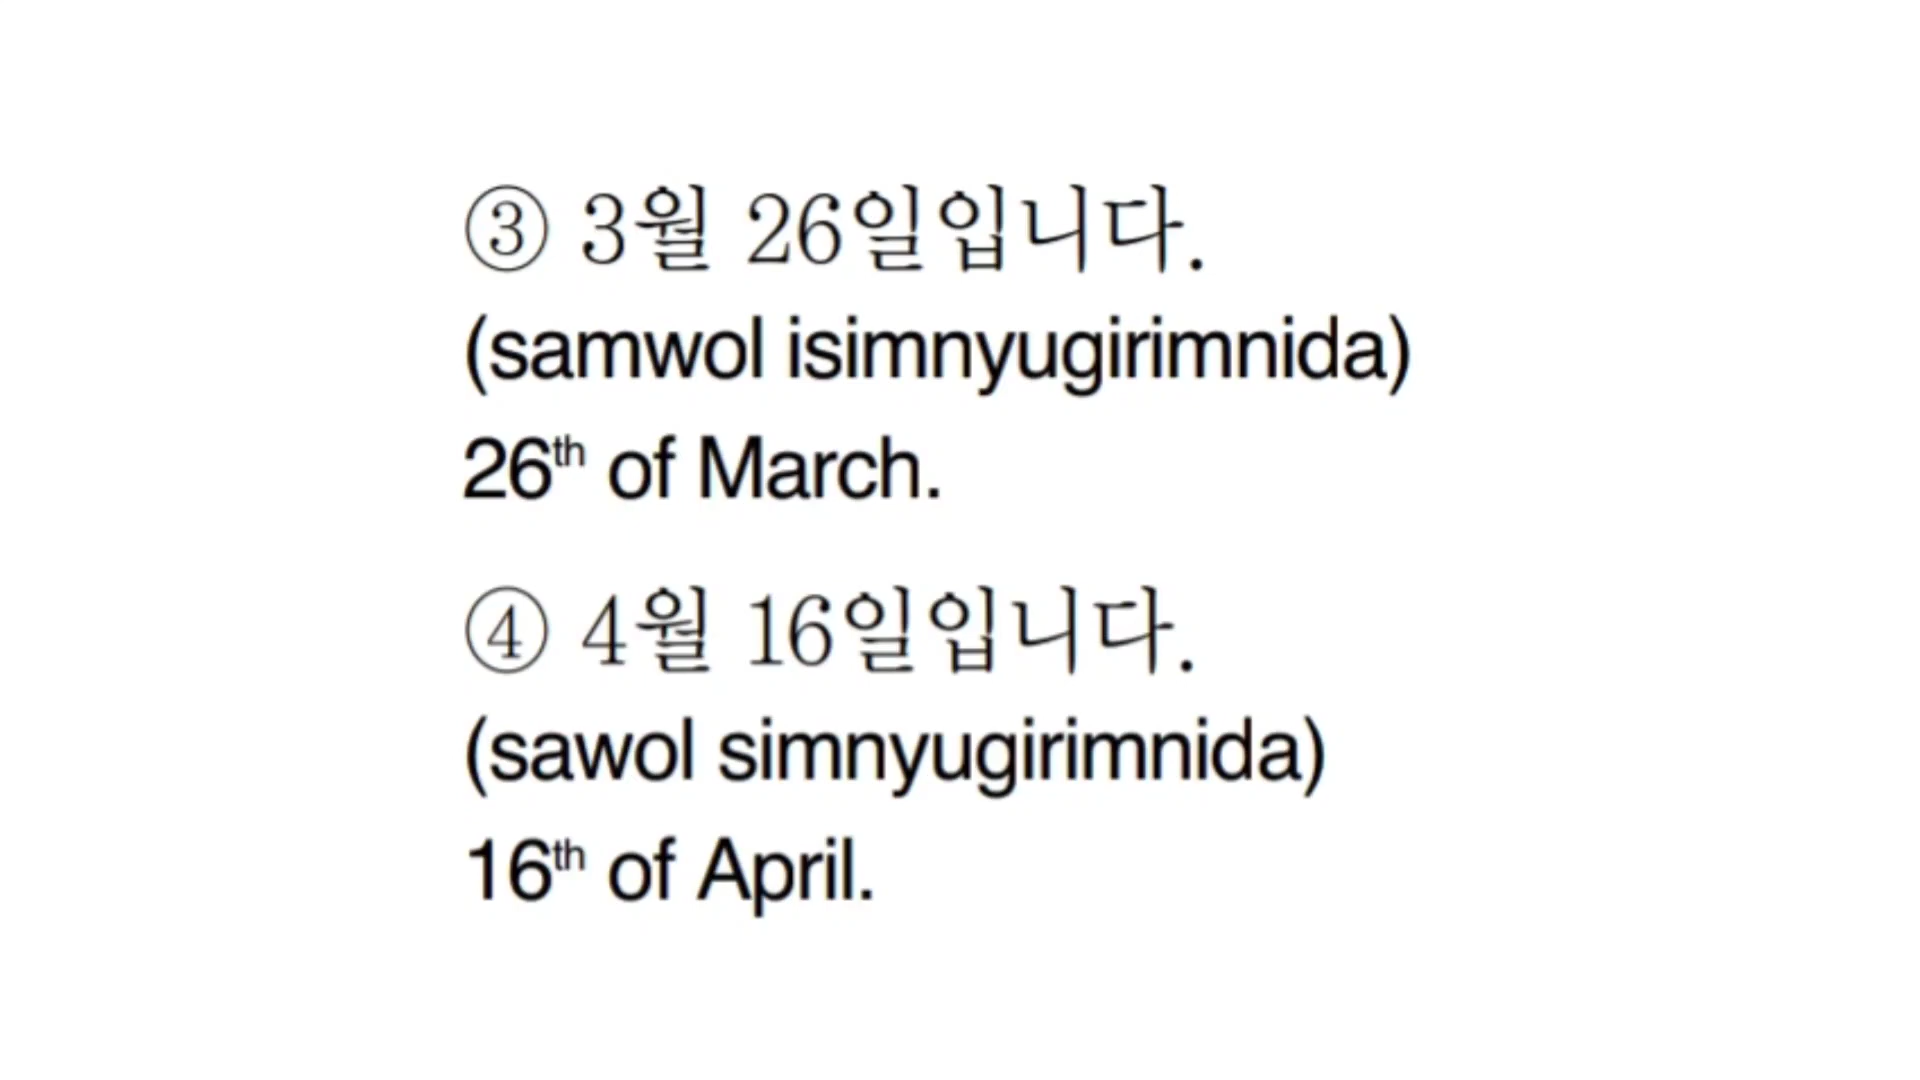 ③ 3월 26일입니다.
(samwol isimnyugirimnida)
26th of March.
④ 4월 16일입니다.
(sawol simnyugirimnida)
16th of April.